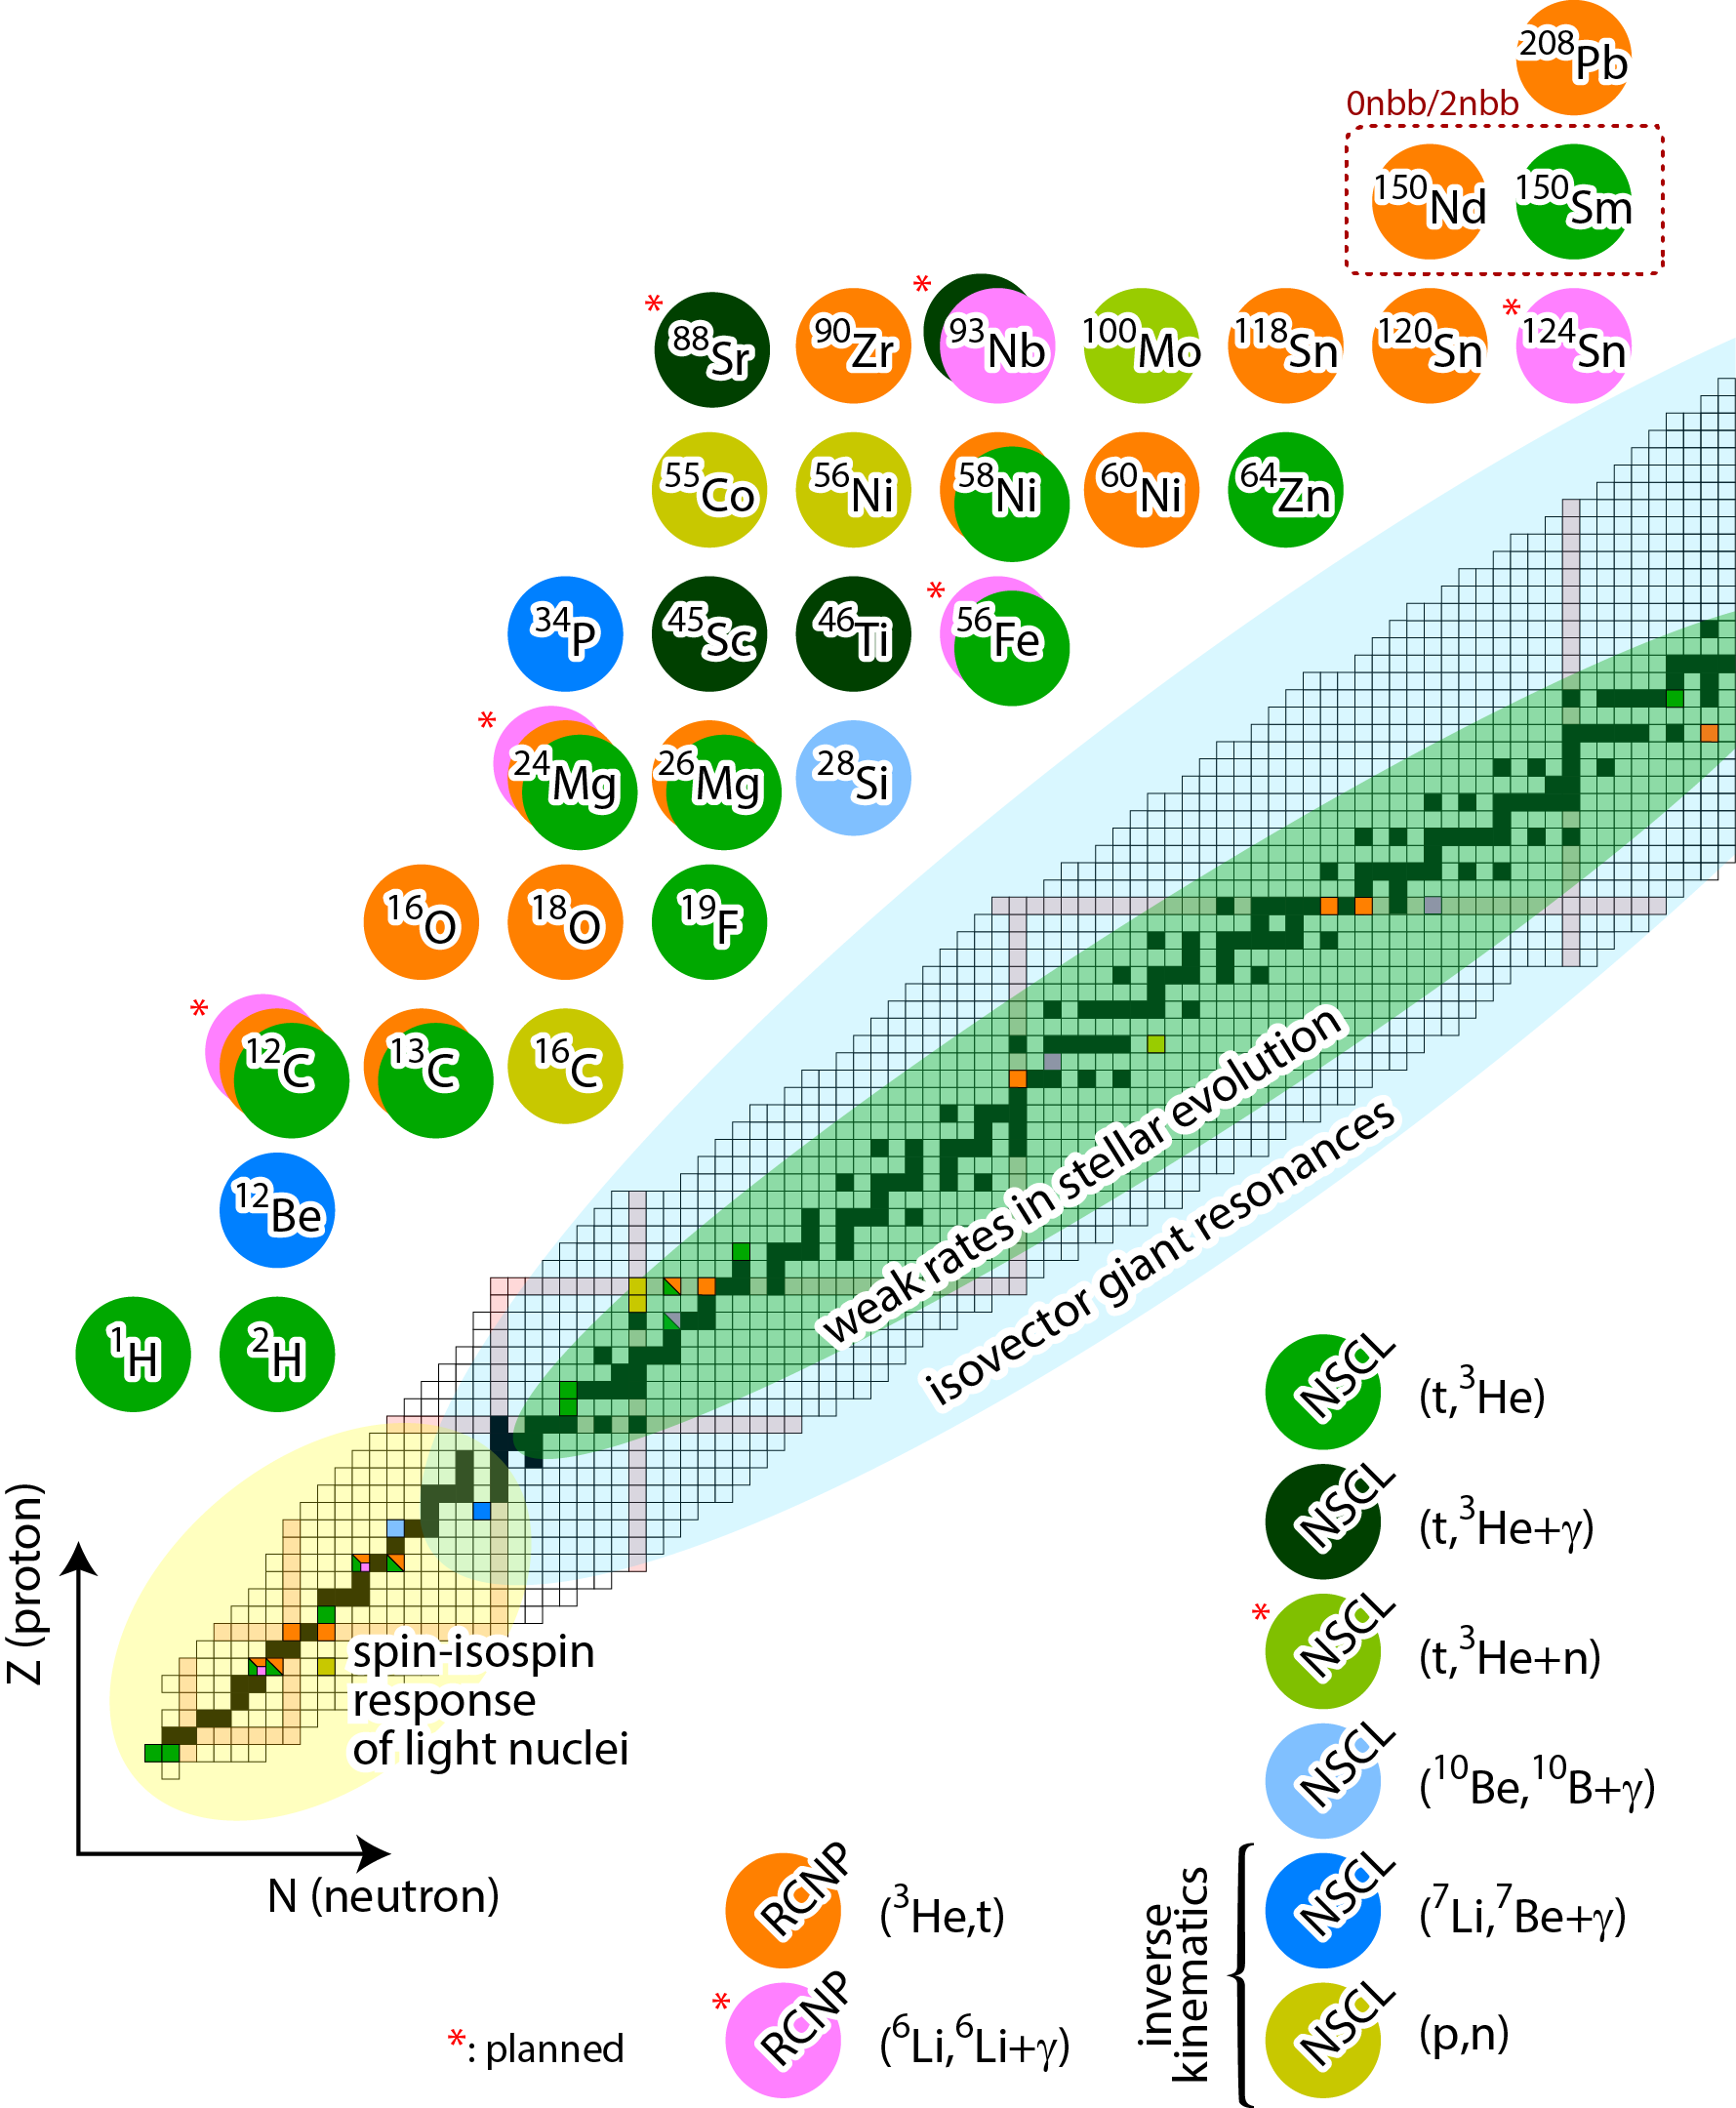 208Pb
0nbb/2nbb
150Nd 150Sm
* 88Sr 90Zr * 93Nb 100Mo 118Sn 120Sn * 124Sn
55Co 56Ni 58Ni 60Ni 64Zn
34P 45Sc 46Ti * 56Fe
* 24Mg 26Mg 28Si
16O 18O 19F
* 12C 13C 16C
12Be
1H 2H
weak rates in stellar evolution
isovector giant resonances
spin-isospin
response
of light nuclei
Z (proton)
N (neutron)
NSCL (t,3He)
NSCL (t,3He+γ)
* NSCL (t,3He+n)
NSCL (10Be,10B+γ)
inverse
kinematics
NSCL (7Li,7Be+γ)
NSCL (p,n)
RCNP (3He,t)
* RCNP (6Li,6Li+γ)
*: planned